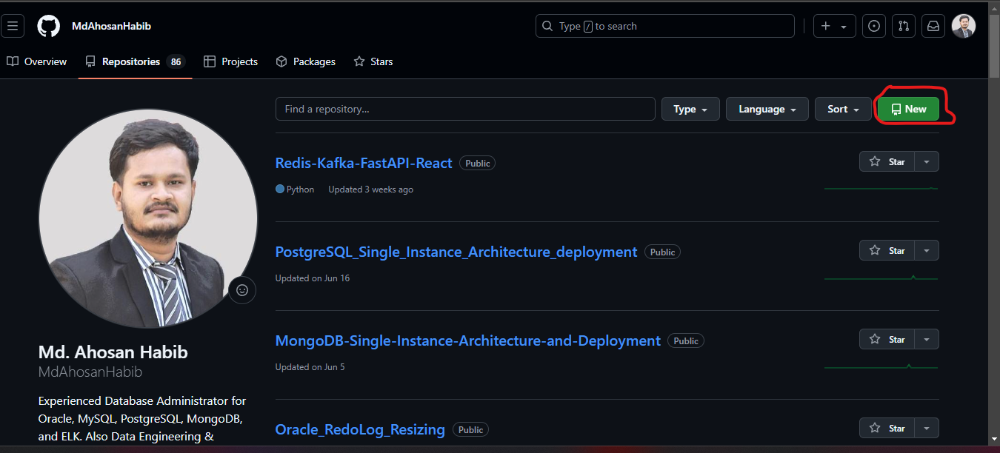 MdAhosanHabib
Type / to search
Overview
Repositories 86
Projects
Packages
Stars
Find a repository...
Type
Language
Sort
New
Redis-Kafka-FastAPI-React Public
Star
Python Updated 3 weeks ago
PostgreSQL_Single_Instance_Architecture_deployment Public
Star
Updated on Jun 16
MongoDB-Single-Instance-Architecture-and-Deployment Public
Star
Updated on Jun 5
Oracle_RedoLog_Resizing Public
Star
Md. Ahosan Habib
MdAhosanHabib
Experienced Database Administrator for
Oracle, MySQL, PostgreSQL, MongoDB,
and ELK. Also Data Engineering &